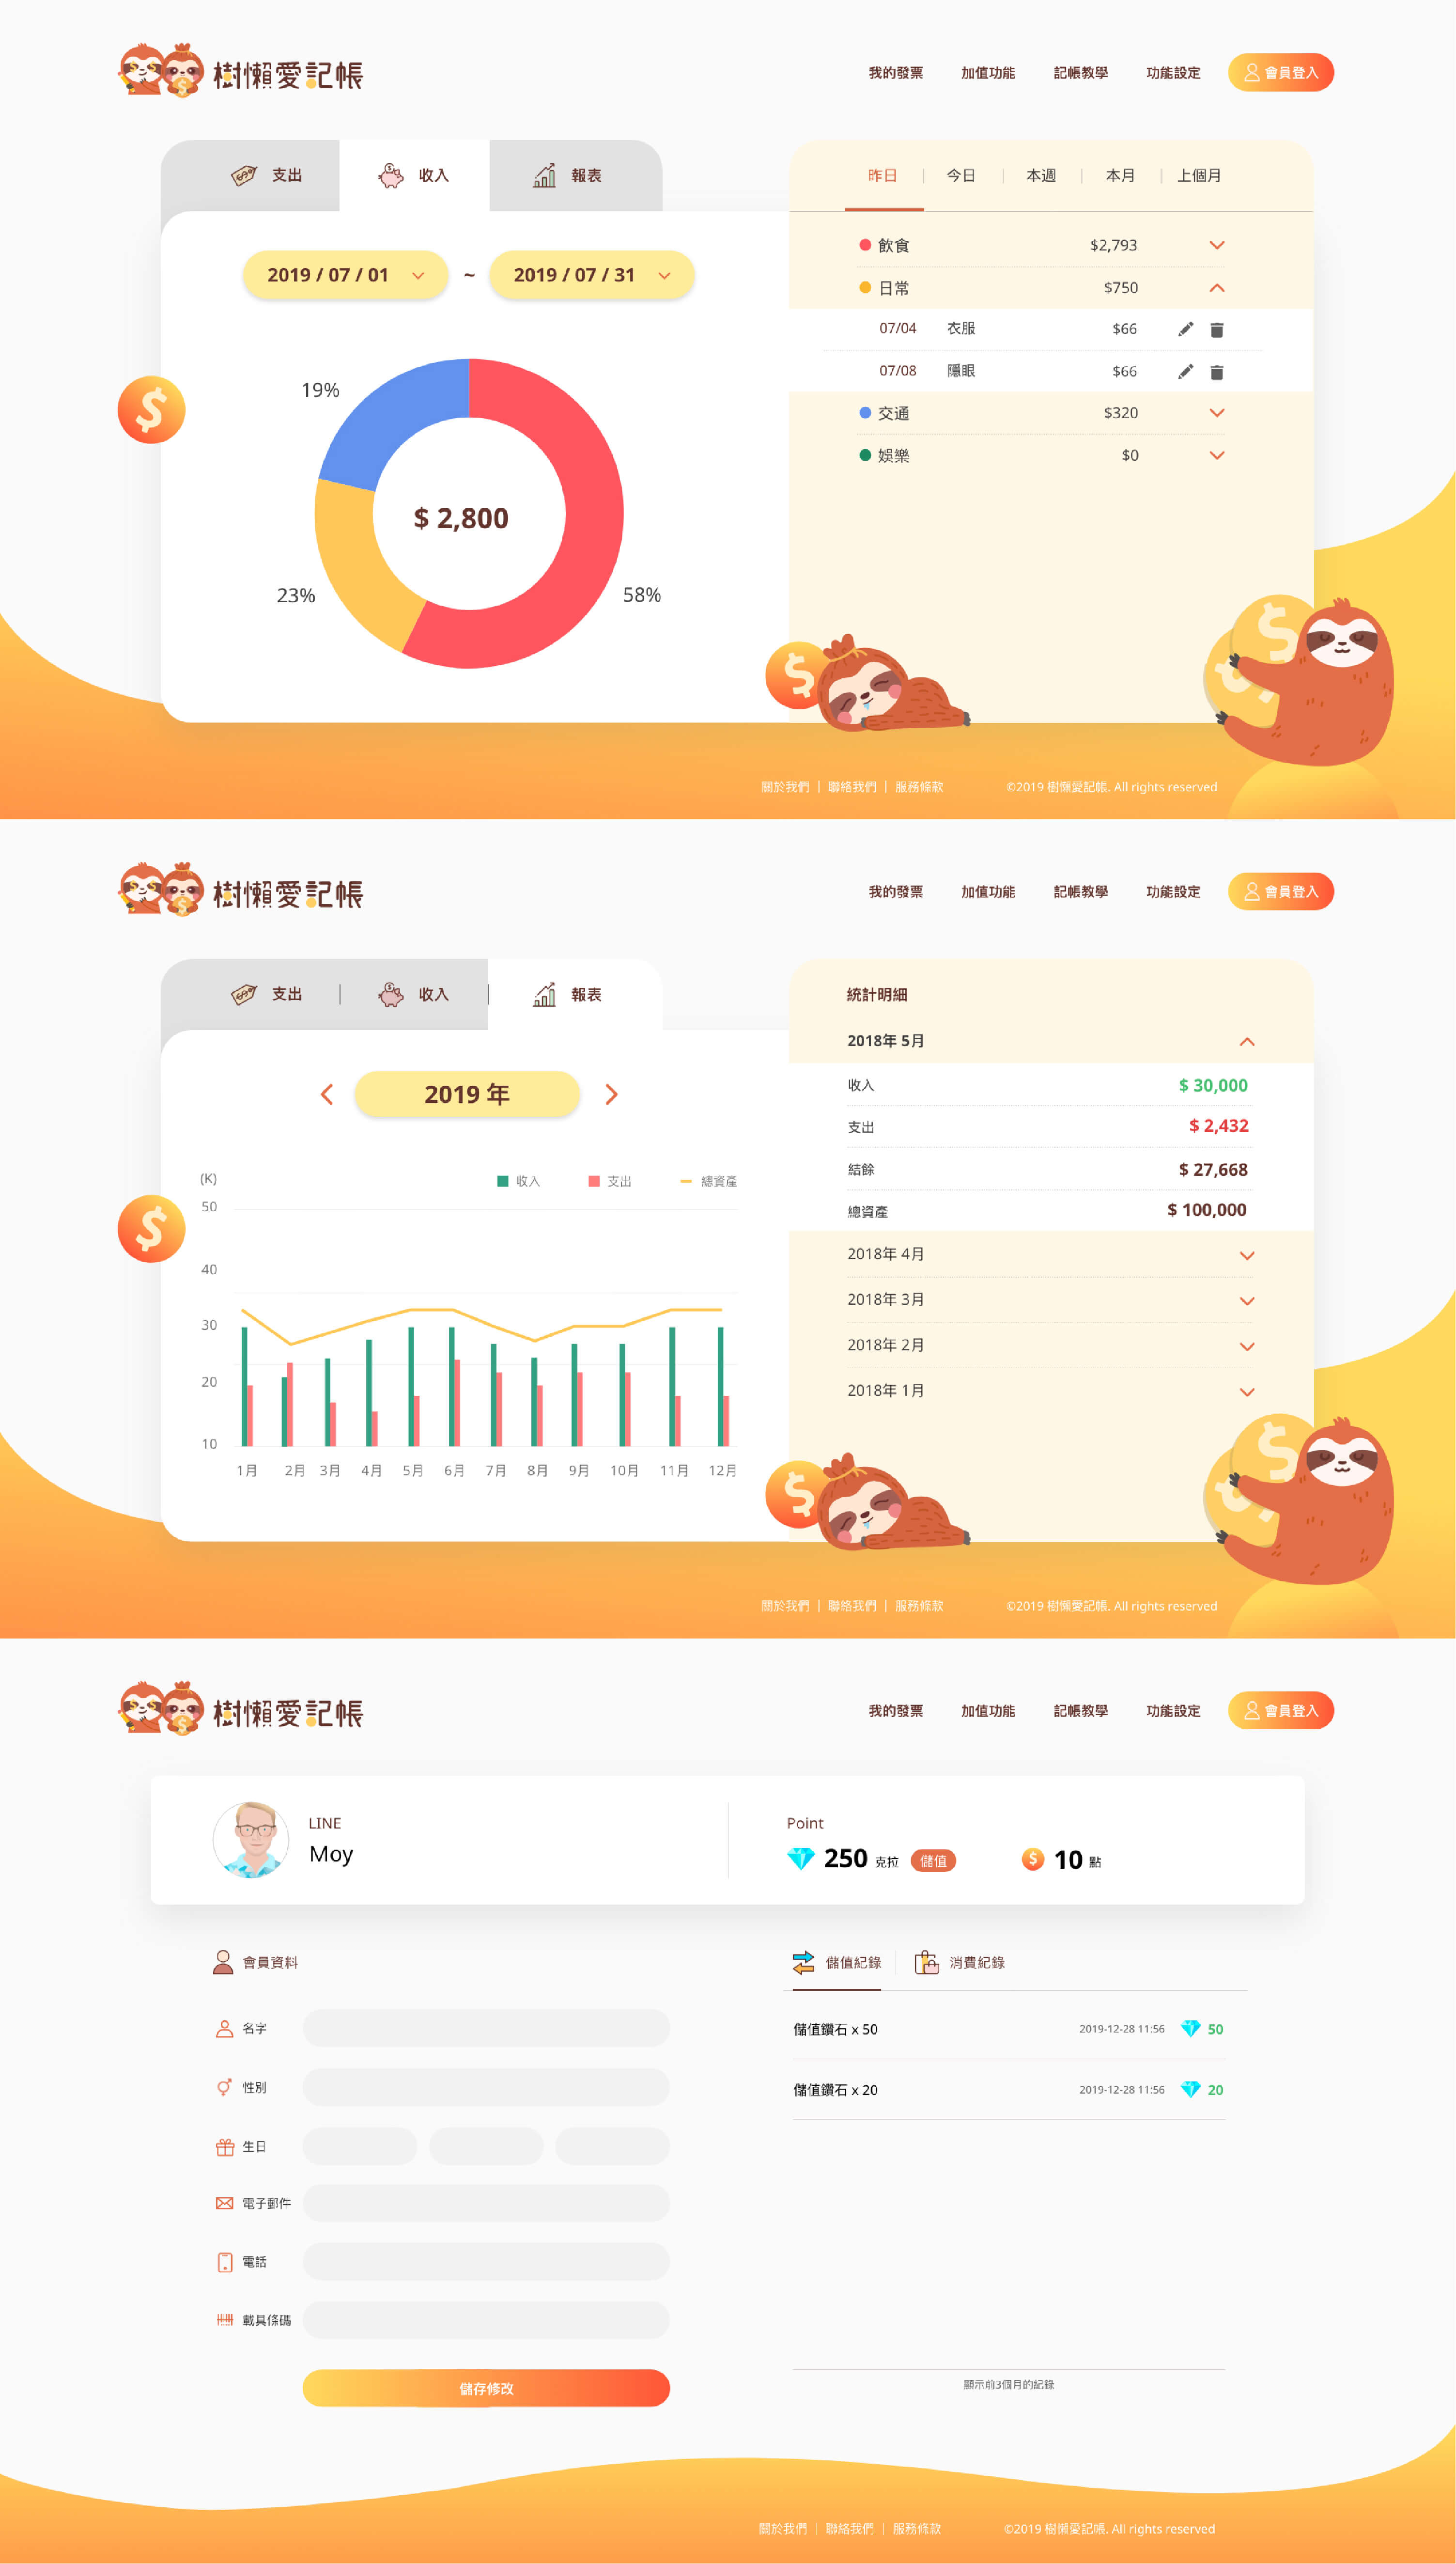 樹懶愛記帳
我的發票 加值功能 記帳教學 功能設定 會員登入
支出 收入 報表
昨日 | 今日 | 本週 | 本月 | 上個月
2019 / 07 / 01 ~ 2019 / 07 / 31
19%
23%
58%
$ 2,800
飲食 $2,793
日常 $750
07/04 衣服 $66
07/08 隱眼 $66
交通 $320
娛樂 $0
關於我們 | 聯絡我們 | 服務條款 ©2019 樹懶愛記帳. All rights reserved
樹懶愛記帳
我的發票 加值功能 記帳教學 功能設定 會員登入
支出 | 收入 | 報表
2019 年
(K)
收入 支出 總資產
50
40
30
20
10
1月 2月 3月 4月 5月 6月 7月 8月 9月 10月 11月 12月
統計明細
2018年 5月
收入 $ 30,000
支出 $ 2,432
結餘 $ 27,668
總資產 $ 100,000
2018年 4月
2018年 3月
2018年 2月
2018年 1月
關於我們 | 聯絡我們 | 服務條款 ©2019 樹懶愛記帳. All rights reserved
樹懶愛記帳
我的發票 加值功能 記帳教學 功能設定 會員登入
LINE
Moy
Point
250 克拉 儲值 10 點
會員資料
名字
性別
生日
電子郵件
電話
載具條碼
儲存修改
儲值紀錄 消費紀錄
儲值鑽石 x 50 2019-12-28 11:56 50
儲值鑽石 x 20 2019-12-28 11:56 20
顯示前3個月的記錄
關於我們 | 聯絡我們 | 服務條款 ©2019 樹懶愛記帳. All rights reserved